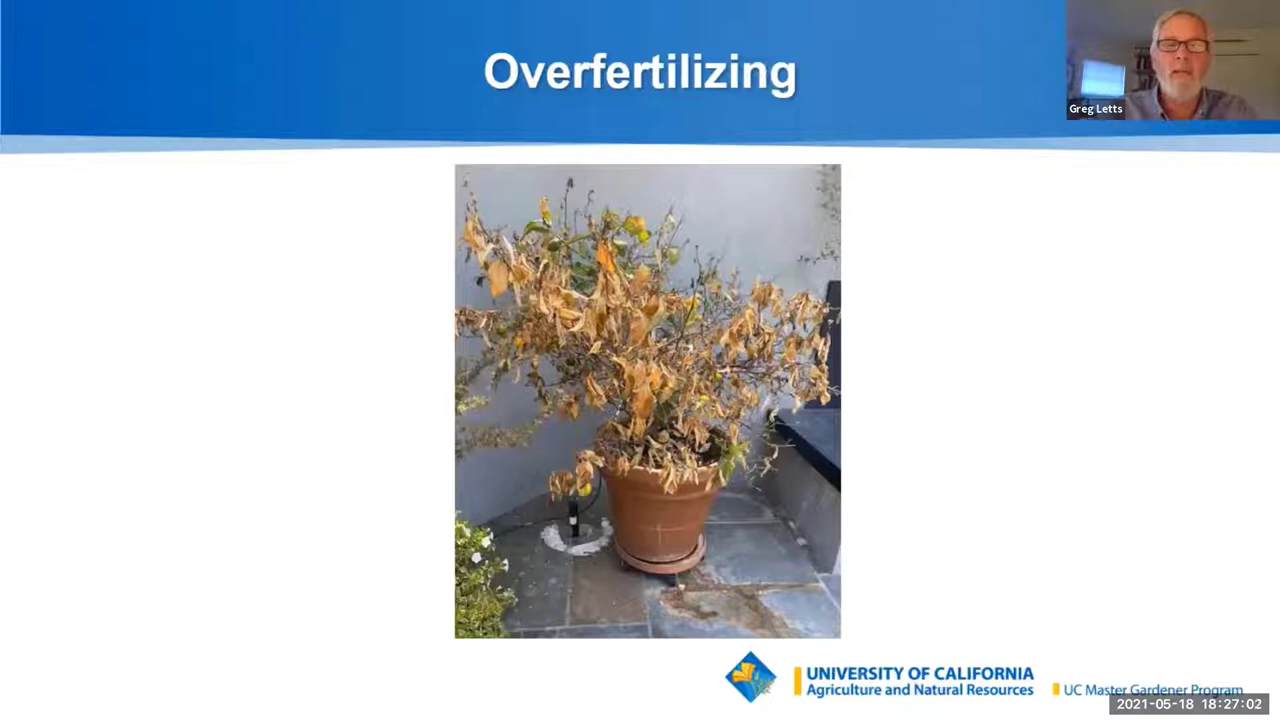 Overfertilizing
Greg Letts
UNIVERSITY OF CALIFORNIA
Agriculture and Natural Resources
UC Master Gardener Program
2021-05-18 18:27:02